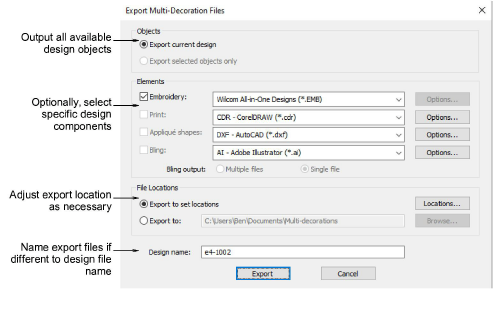 Export Multi-Decoration Files
Objects
Output all available design objects
Export current design
Export selected objects only
Elements
Optionally, select specific design components
Embroidery: Wilcom All-in-One Designs (*.EMB) Options...
Print: CDR - CorelDRAW (*.cdr) Options...
Appliqué shapes: DXF - AutoCAD (*.dxf) Options...
Bling: AI - Adobe Illustrator (*.ai) Options...
Bling output: Multiple files Single file
File Locations
Adjust export location as necessary
Export to set locations Locations...
Export to: C:\Users\Ben\Documents\Multi-decorations Browse...
Name export files if different to design file name
Design name: e4-1002
Export Cancel